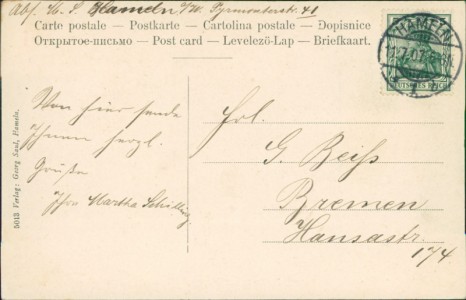 Abs. M. S. Hameln a/W. Pyrmonterstr. 41
Carte postale — Postkarte — Cartolina postale — Dopisnice
Открытое-письмо — Post card — Levelező-Lap — Briefkaart.
HAMELN
DEUTSCHES REICH
Von hier sende
Ihnen herzl.
Grüße
Ihre Martha Schilling
Frl.
G. Beiss
Bremen
Hansastr.
174
5013 Verlag: Georg Saul, Hameln.